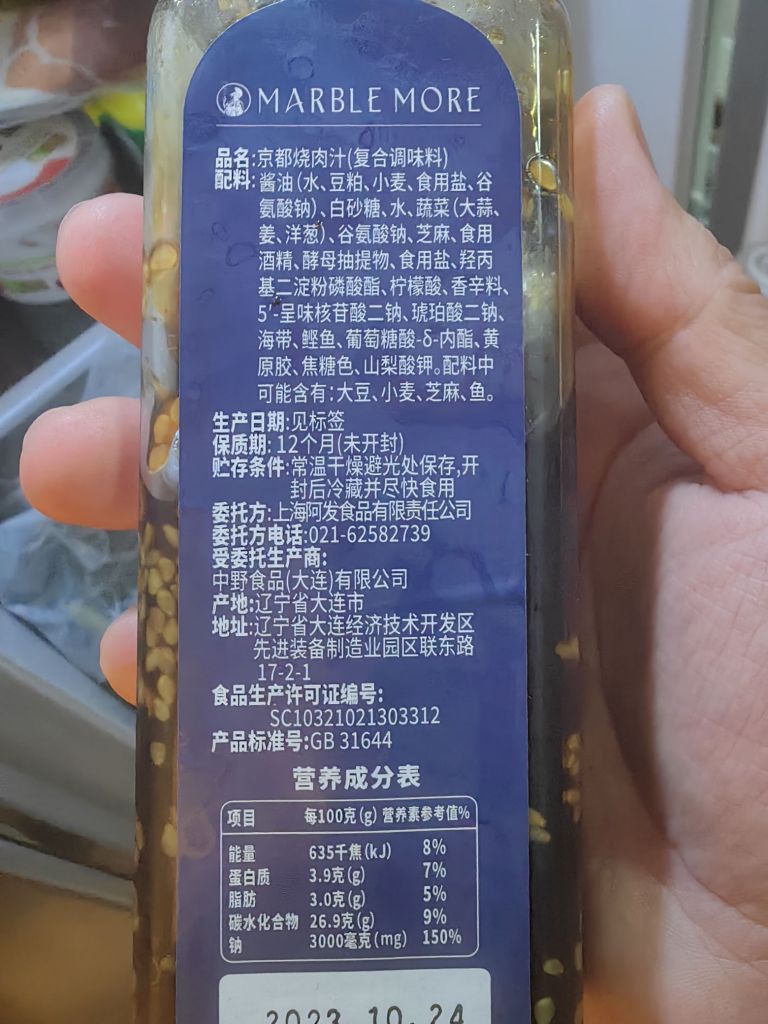 MARBLE MORE
品名:京都烧肉汁(复合调味料)
配料:酱油(水、豆粕、小麦、食用盐、谷
氨酸钠)、白砂糖、水、蔬菜(大蒜、
姜、洋葱)、谷氨酸钠、芝麻、食用
酒精、酵母抽提物、食用盐、羟丙
基二淀粉磷酸酯、柠檬酸、香辛料、
5'-呈味核苷酸二钠、琥珀酸二钠、
海带、鲣鱼、葡萄糖酸-δ-内酯、黄
原胶、焦糖色、山梨酸钾。配料中
可能含有:大豆、小麦、芝麻、鱼。
生产日期:见标签
保质期:12个月(未开封)
贮存条件:常温干燥避光处保存,开
封后冷藏并尽快食用
委托方:上海阿发食品有限责任公司
委托方电话:021-62582739
受委托生产商:
中野食品(大连)有限公司
产地:辽宁省大连市
地址:辽宁省大连经济技术开发区
先进装备制造业园区联东路
17-2-1
食品生产许可证编号:
SC10321021303312
产品标准号:GB 31644
营养成分表
项目 每100克(g) 营养素参考值%
能量 635千焦(kJ) 8%
蛋白质 3.9克(g) 7%
脂肪 3.0克(g) 5%
碳水化合物 26.9克(g) 9%
钠 3000毫克(mg) 150%
2023.10.24